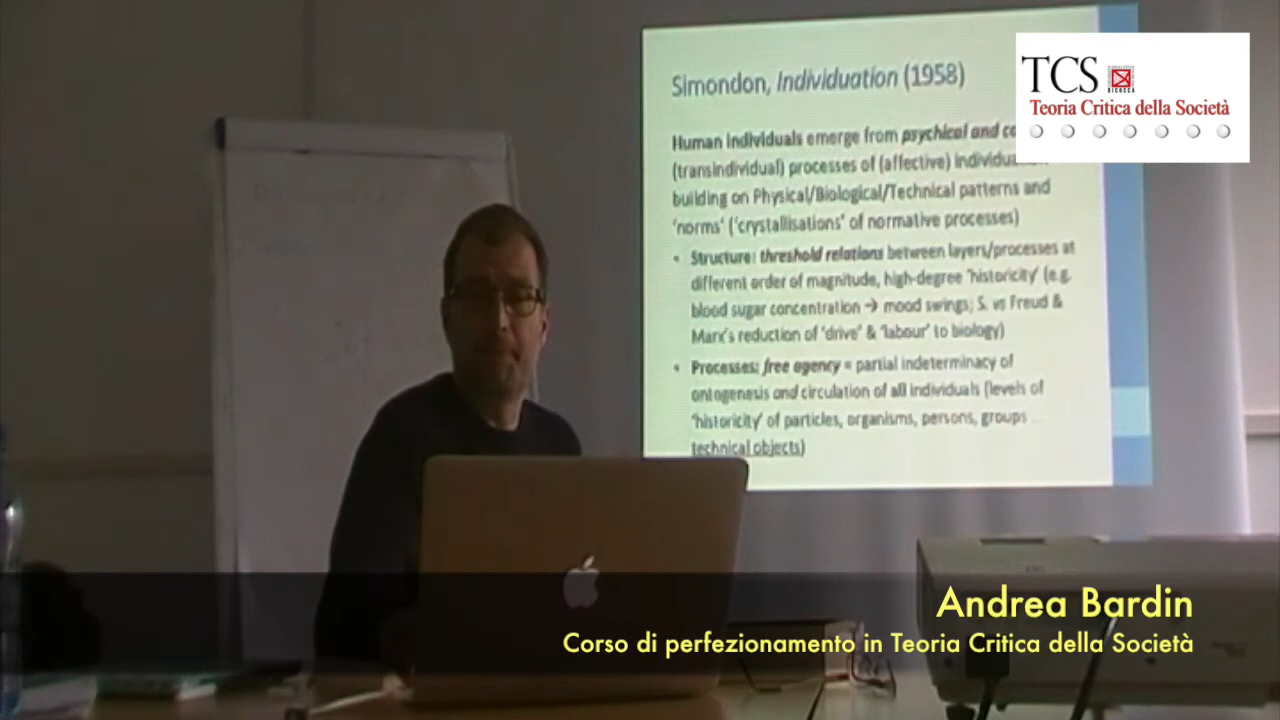 Simondon, Individuation (1958)
Human individuals emerge from psychical and
(transindividual) processes of (affective)
building on Physical/Biological/Technical patterns and
'norms' ('crystallisations' of normative processes)
• Structure: threshold relations between layers/processes at
different order of magnitude, high-degree 'historicity' (e.g.
blood sugar concentration → mood swings; S. vs Freud &
Marx's reduction of 'drive' & 'labour' to biology)
• Processes: free agency = partial indeterminacy of
ontogenesis and circulation of all individuals (levels of
'historicity' of particles, organisms, persons, groups
technical objects)
TCS
BICOCCA
Teoria Critica della Società
Andrea Bardin
Corso di perfezionamento in Teoria Critica della Società